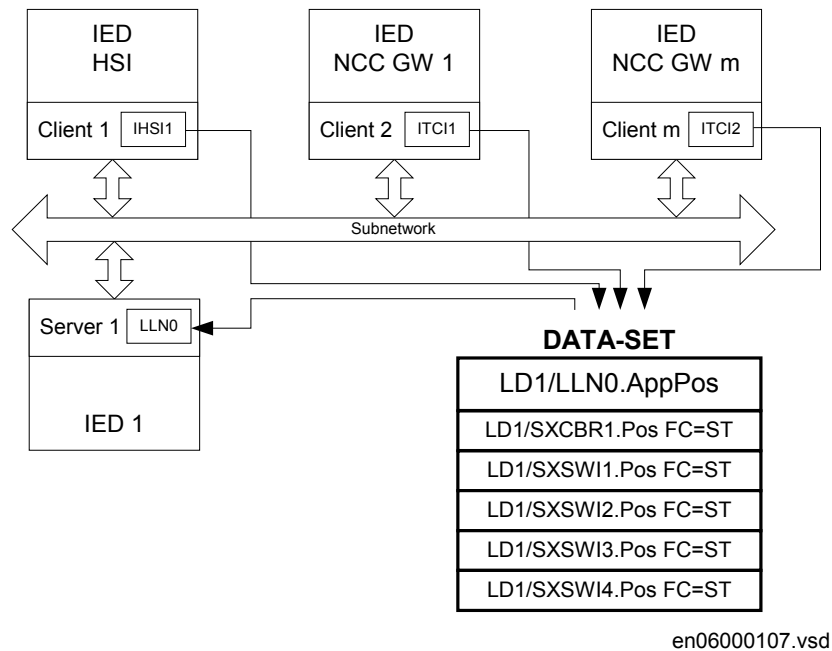 IED
HSI
IED
NCC GW 1
IED
NCC GW m
Client 1
IHSI1
Client 2
ITCI1
Client m
ITCI2
Subnetwork
Server 1
LLN0
IED 1
DATA-SET
LD1/LLN0.AppPos
LD1/SXCBR1.Pos FC=ST
LD1/SXSWI1.Pos FC=ST
LD1/SXSWI2.Pos FC=ST
LD1/SXSWI3.Pos FC=ST
LD1/SXSWI4.Pos FC=ST
en06000107.vsd